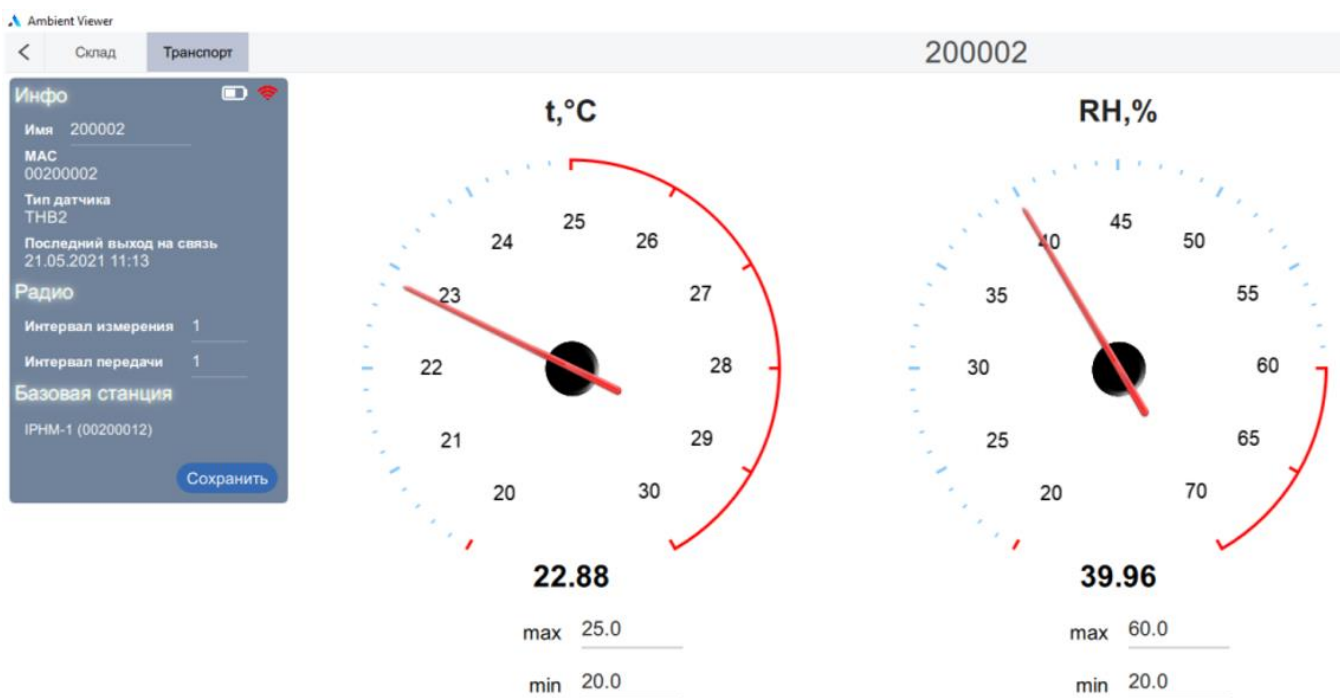 Ambient Viewer
Склад Транспорт 200002
Инфо
Имя 200002
MAC
00200002
Тип датчика
THB2
Последний выход на связь
21.05.2021 11:13
Радио
Интервал измерения 1
Интервал передачи 1
Базовая станция
IPHM-1 (00200012)
Сохранить
t,°C
20
21
22
23
24
25
26
27
28
29
30
22.88
max 25.0
min 20.0
RH,%
20
25
30
35
40
45
50
55
60
65
70
39.96
max 60.0
min 20.0